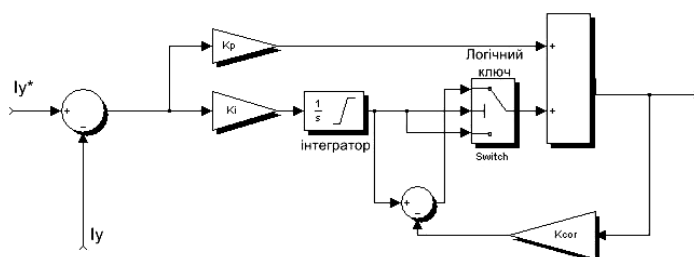 Iy*
Iy
Kp
Ki
1
s
інтегратор
Логічний
ключ
Switch
Kcor